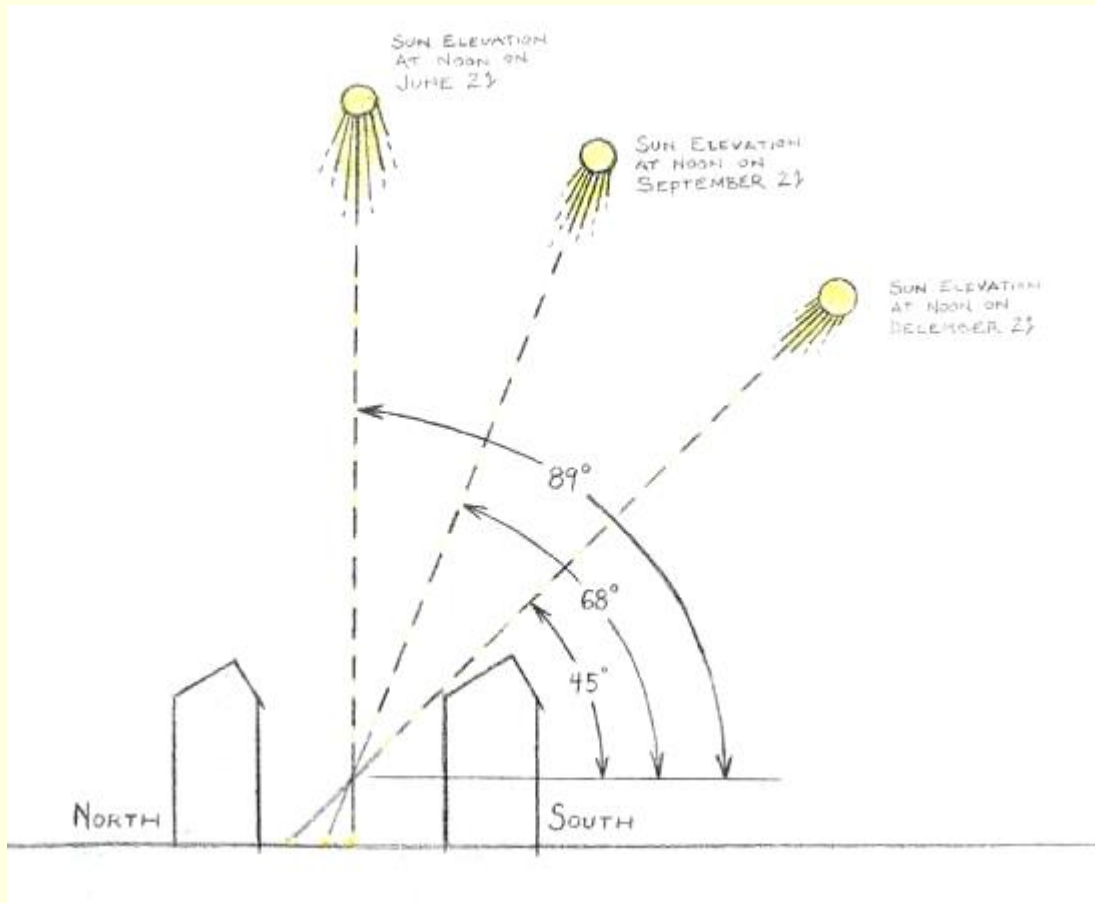 SUN ELEVATION
AT NOON ON
JUNE 21
SUN ELEVATION
AT NOON ON
SEPTEMBER 21
SUN ELEVATION
AT NOON ON
DECEMBER 21
89°
68°
45°
NORTH
SOUTH